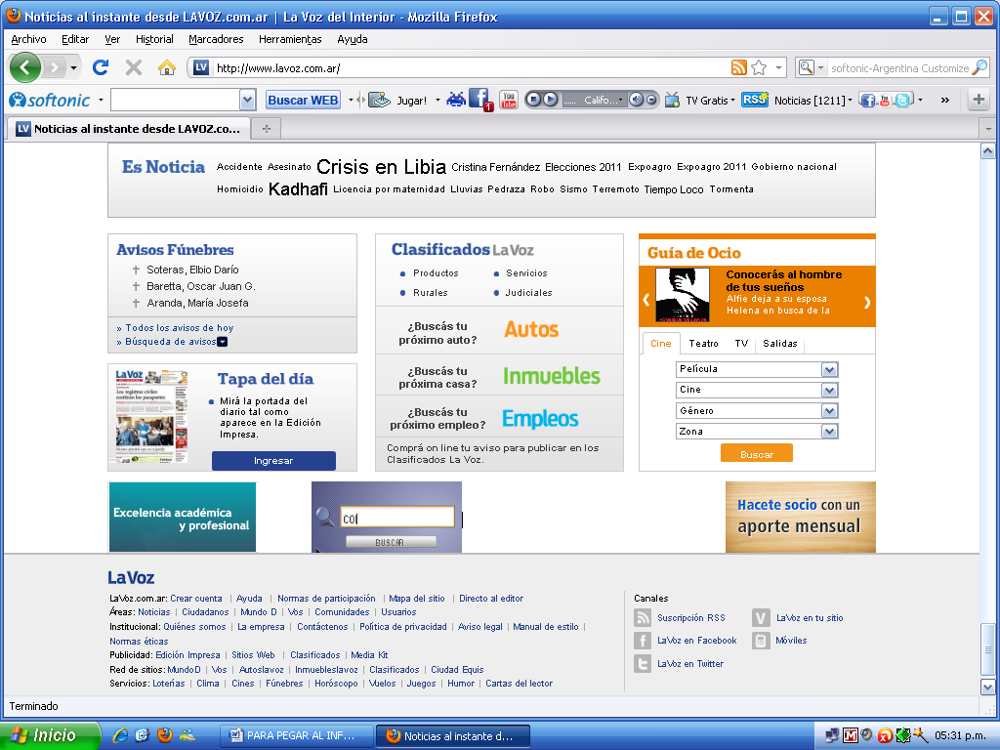 Noticias al instante desde LAVOZ.com.ar | La Voz del Interior - Mozilla Firefox
Archivo Editar Ver Historial Marcadores Herramientas Ayuda
LV http://www.lavoz.com.ar/ softonic-Argentina Customize
softonic Buscar WEB Jugar! 1 You Tube ..... Califo... TV Gratis RSS Noticias [1211] »
LV Noticias al instante desde LAVOZ.co...
Es Noticia
Accidente Asesinato Crisis en Libia Cristina Fernández Elecciones 2011 Expoagro Expoagro 2011 Gobierno nacional
Homicidio Kadhafi Licencia por maternidad Lluvias Pedraza Robo Sismo Terremoto Tiempo Loco Tormenta
Avisos Fúnebres
Soteras, Elbio Darío
Baretta, Oscar Juan G.
Aranda, María Josefa
» Todos los avisos de hoy
» Búsqueda de avisos
LaVoz
Los registros civiles
emitirán los pasaportes
Tapa del día
Mirá la portada del
diario tal como
aparece en la Edición
Impresa.
Ingresar
Clasificados LaVoz
Productos Servicios
Rurales Judiciales
¿Buscás tu
próximo auto?
Autos
¿Buscás tu
próxima casa?
Inmuebles
¿Buscás tu
próximo empleo?
Empleos
Comprá on line tu aviso para publicar en los
Clasificados La Voz.
Guía de Ocio
Conocerás al hombre
de tus sueños
Alfie deja a su esposa
Helena en busca de la
Cine Teatro TV Salidas
Película
Cine
Género
Zona
Buscar
Excelencia académica
y profesional
CO
BUSCAR
Hacete socio con un
aporte mensual
LaVoz
LaVoz.com.ar: Crear cuenta | Ayuda | Normas de participación | Mapa del sitio | Directo al editor
Áreas: Noticias | Ciudadanos | Mundo D | Vos | Comunidades | Usuarios
Institucional: Quiénes somos | La empresa | Contáctenos | Política de privacidad | Aviso legal | Manual de estilo |
Normas éticas
Publicidad: Edición Impresa | Sitios Web | Clasificados | Media Kit
Red de sitios: MundoD | Vos | Autoslavoz | Inmuebleslavoz | Clasificados | Ciudad Equis
Servicios: Loterías | Clima | Cines | Fúnebres | Horóscopo | Vuelos | Juegos | Humor | Cartas del lector
Canales
Suscripción RSS LaVoz en tu sitio
LaVoz en Facebook Móviles
LaVoz en Twitter
Terminado
Inicio PARA PEGAR AL INF... Noticias al instante d... 05:31 p.m.